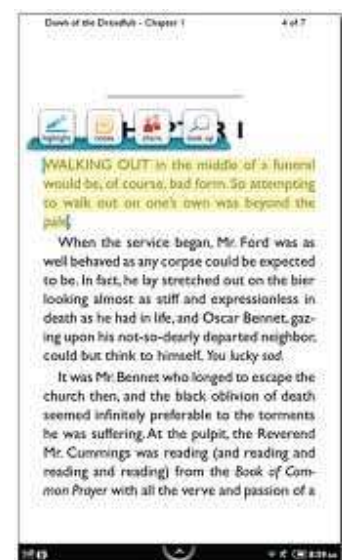 Dawn of the Dreadfuls - Chapter 1 4 of 7
highlight notes share look up
WALKING OUT in the middle of a funeral
would be, of course, bad form. So attempting
to walk out on one's own was beyond the
pale.
When the service began, Mr. Ford was as
well behaved as any corpse could be expected
to be. In fact, he lay stretched out on the bier
looking almost as stiff and expressionless in
death as he had in life, and Oscar Bennet, gaz-
ing upon his not-so-dearly departed neighbor,
could but think to himself, You lucky sod.
It was Mr. Bennet who longed to escape the
church then, and the black oblivion of death
seemed infinitely preferable to the torments
he was suffering. At the pulpit, the Reverend
Mr. Cummings was reading (and reading and
reading and reading) from the Book of Com-
mon Prayer with all the verve and passion of a